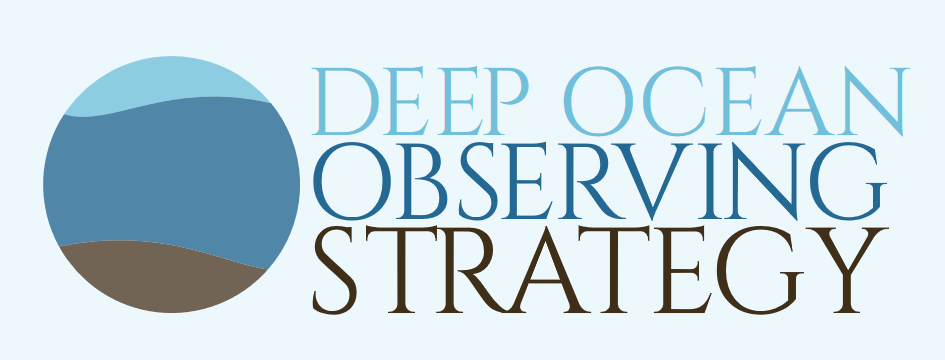 DEEP OCEAN
OBSERVING
STRATEGY